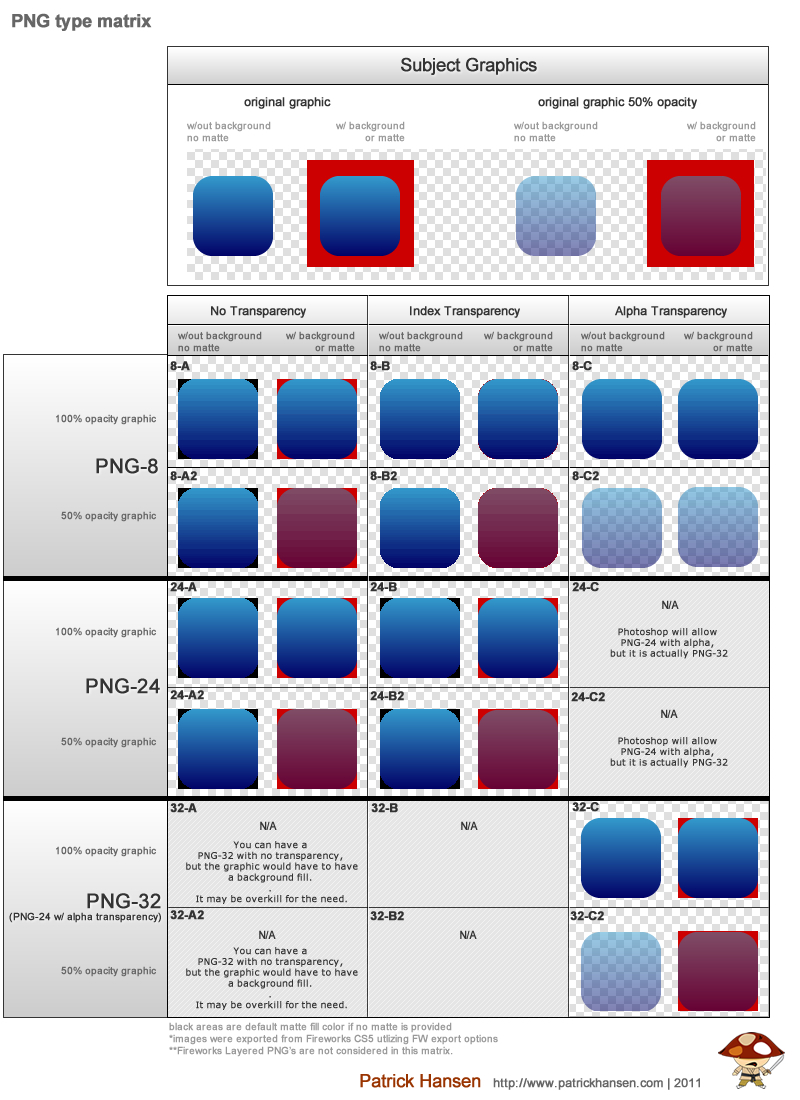 PNG type matrix
Subject Graphics
original graphic
original graphic 50% opacity
w/out background
no matte
w/ background
or matte
w/out background
no matte
w/ background
or matte
No Transparency
Index Transparency
Alpha Transparency
w/out background
no matte
w/ background
or matte
w/out background
no matte
w/ background
or matte
w/out background
no matte
w/ background
or matte
PNG-8
100% opacity graphic
8-A
8-B
8-C
50% opacity graphic
8-A2
8-B2
8-C2
PNG-24
100% opacity graphic
24-A
24-B
24-C
N/A
Photoshop will allow
PNG-24 with alpha,
but it is actually PNG-32
50% opacity graphic
24-A2
24-B2
24-C2
N/A
Photoshop will allow
PNG-24 with alpha,
but it is actually PNG-32
PNG-32
(PNG-24 w/ alpha transparency)
100% opacity graphic
32-A
N/A
You can have a
PNG-32 with no transparency,
but the graphic would have to have
a background fill.
.
It may be overkill for the need.
32-B
N/A
32-C
50% opacity graphic
32-A2
N/A
You can have a
PNG-32 with no transparency,
but the graphic would have to have
a background fill.
.
It may be overkill for the need.
32-B2
N/A
32-C2
black areas are default matte fill color if no matte is provided
*images were exported from Fireworks CS5 utlizing FW export options
**Fireworks Layered PNG's are not considered in this matrix.
Patrick Hansen http://www.patrickhansen.com | 2011